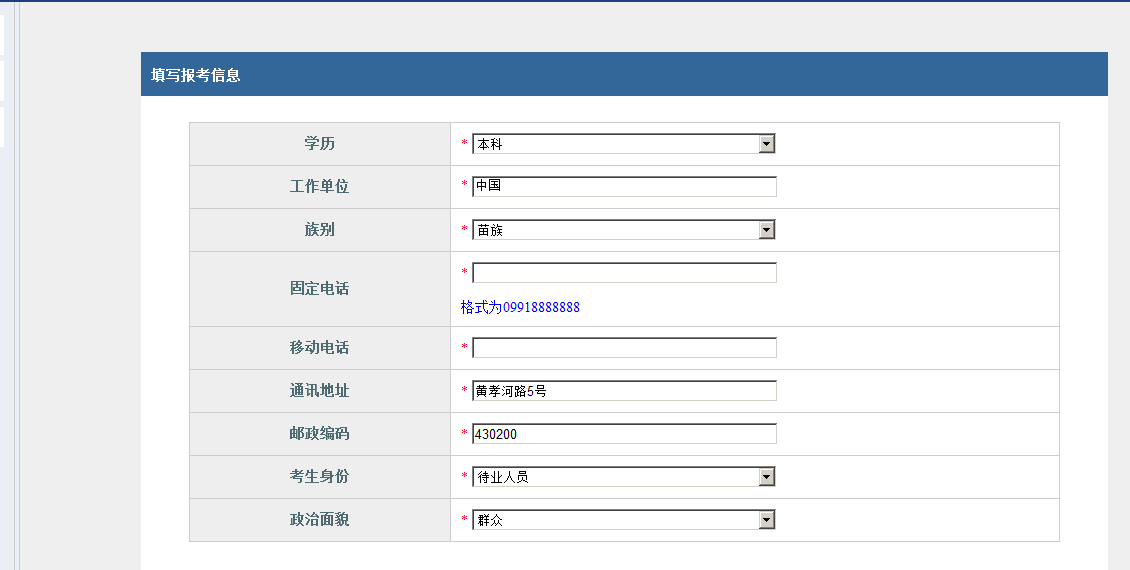 填写报考信息
学历 * 本科
工作单位 * 中国
族别 * 苗族
固定电话 *
格式为09918888888
移动电话 *
通讯地址 * 黄孝河路5号
邮政编码 * 430200
考生身份 * 待业人员
政治面貌 * 群众